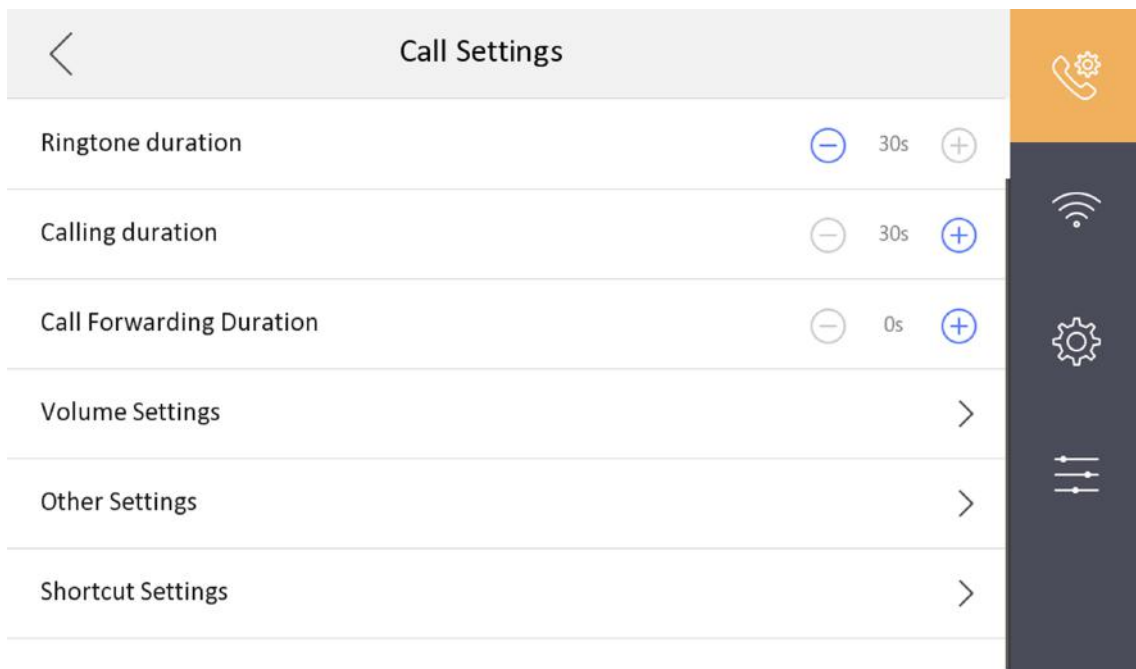 Call Settings
Ringtone duration 30s
Calling duration 30s
Call Forwarding Duration 0s
Volume Settings
Other Settings
Shortcut Settings